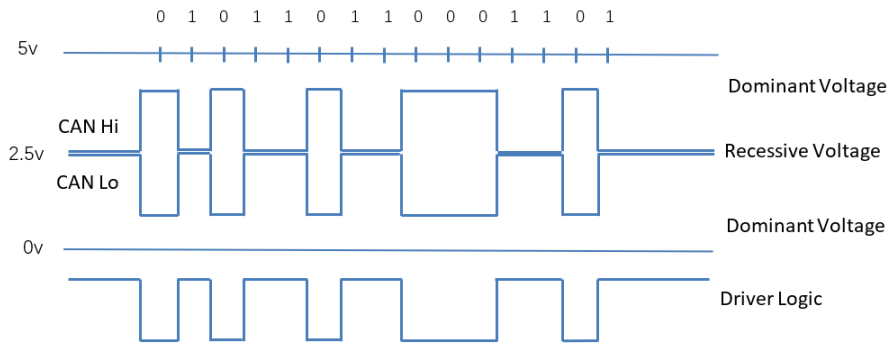 0 1 0 1 1 0 1 1 0 0 0 1 1 0 1
5v
Dominant Voltage
CAN Hi
2.5v
Recessive Voltage
CAN Lo
Dominant Voltage
0v
Driver Logic